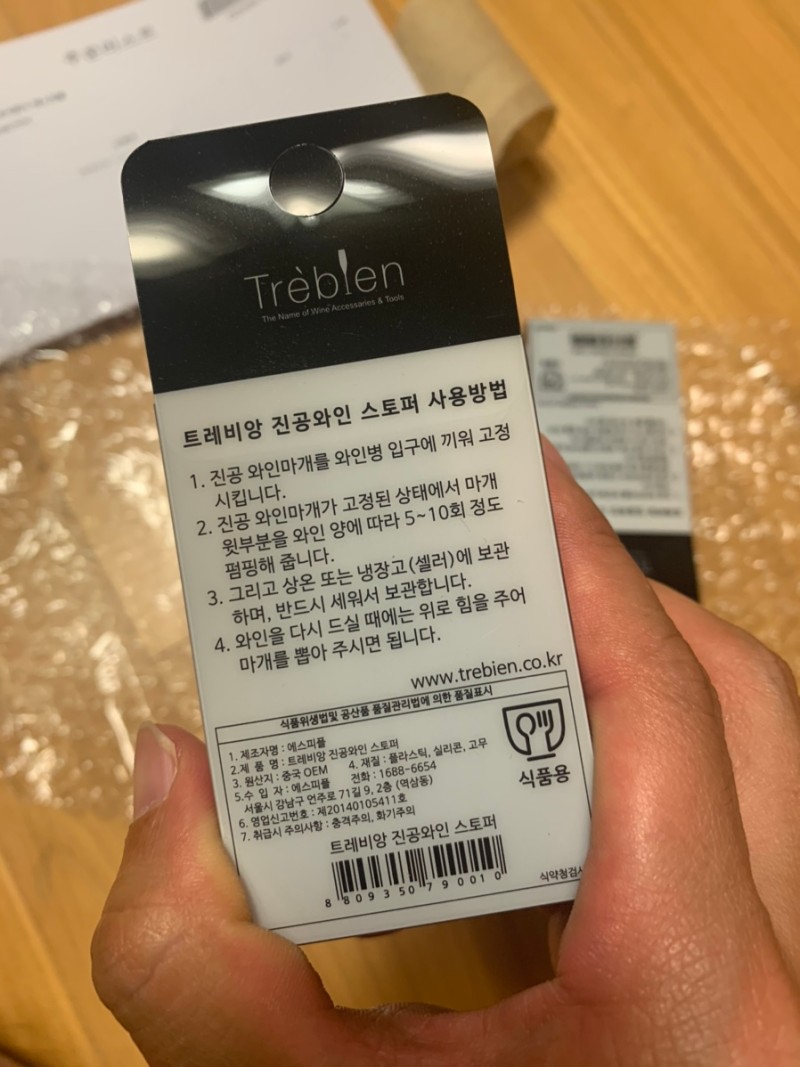 주문리스트
Trèbien
The Name of Wine Accessaries & Tools
트레비앙 진공와인 스토퍼 사용방법
1. 진공 와인마개를 와인병 입구에 끼워 고정
시킵니다.
2. 진공 와인마개가 고정된 상태에서 마개
윗부분을 와인 양에 따라 5~10회 정도
펌핑해 줍니다.
3. 그리고 상온 또는 냉장고(셀러)에 보관
하며, 반드시 세워서 보관합니다.
4. 와인을 다시 드실 때에는 위로 힘을 주어
마개를 뽑아 주시면 됩니다.
www.trebien.co.kr
식품위생법및 공산품 품질관리법에 의한 품질표시
1. 제조자명 : 에스피플
2. 제 품 명 : 트레비앙 진공와인 스토퍼
3. 원산지 : 중국 OEM 4. 재질 : 플라스틱, 실리콘, 고무
5. 수 입 자 : 에스피플 전화 : 1688-6654
서울시 강남구 언주로 71길 9, 2층 (역삼동)
6. 영업신고번호 : 제20140105411호
7. 취급시 주의사항 : 충격주의, 화기주의
식품용
트레비앙 진공와인 스토퍼
8 809350 790010
식약청검사